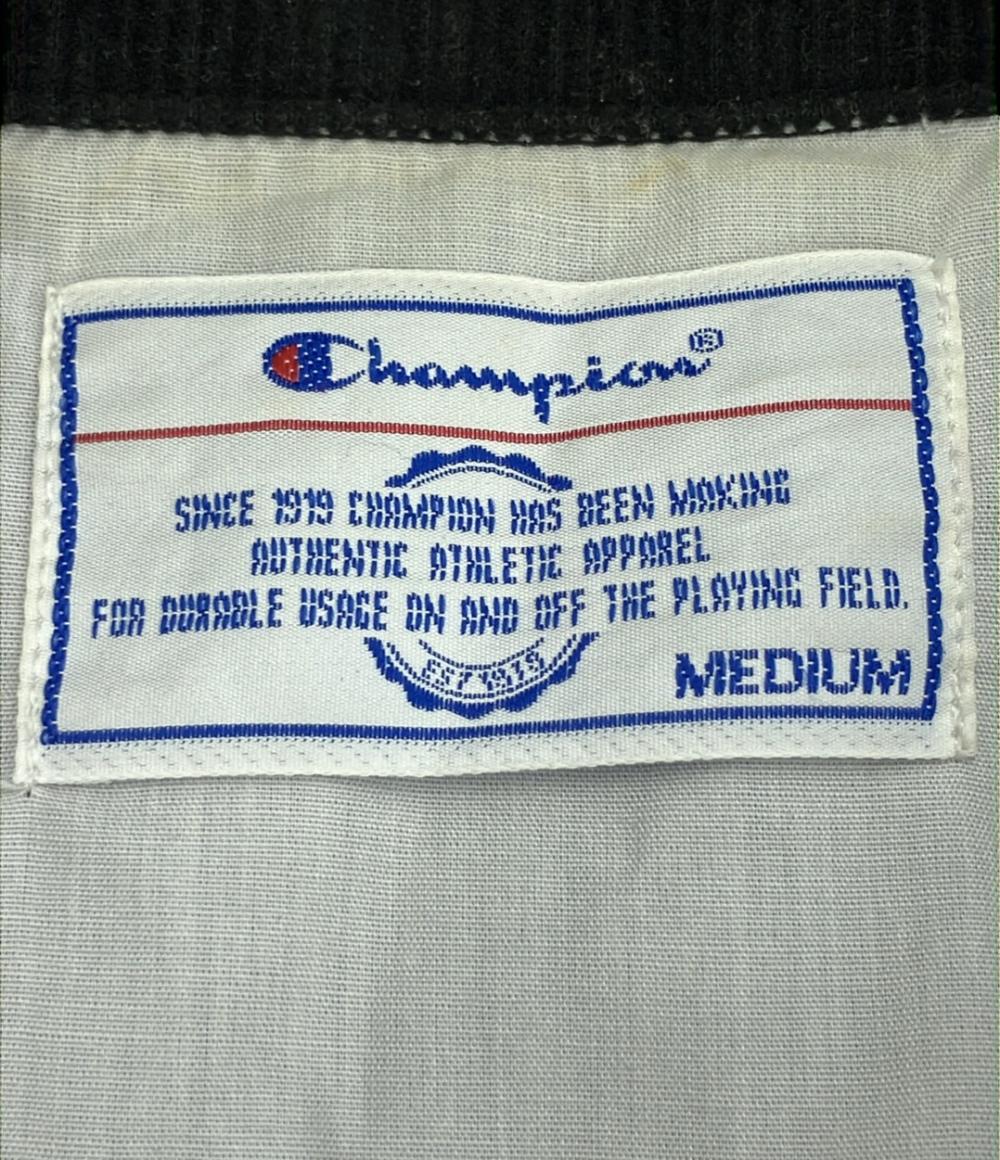 Champion®
SINCE 1919 CHAMPION HAS BEEN MAKING
AUTHENTIC ATHLETIC APPAREL
FOR DURABLE USAGE ON AND OFF THE PLAYING FIELD.
EST 1919
MEDIUM